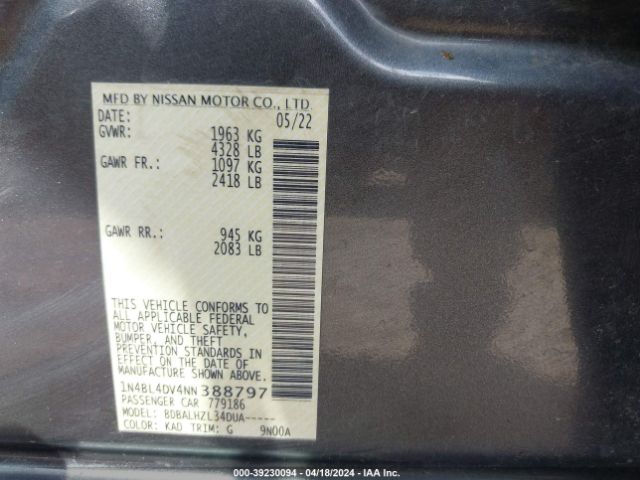 MFD BY NISSAN MOTOR CO., LTD.
DATE: 05/22
GVWR: 1963 KG
4328 LB
GAWR FR.: 1097 KG
2418 LB
GAWR RR.: 945 KG
2083 LB
THIS VEHICLE CONFORMS TO
ALL APPLICABLE FEDERAL
MOTOR VEHICLE SAFETY,
BUMPER, AND THEFT
PREVENTION STANDARDS IN
EFFECT ON THE DATE OF
MANUFACTURE SHOWN ABOVE.
1N4BL4DV4NN388797
PASSENGER CAR 779186
MODEL: BDBALHZL34DUA-----
COLOR: KAD TRIM: G 9N00A
000-39230094 - 04/18/2024 - IAA Inc.